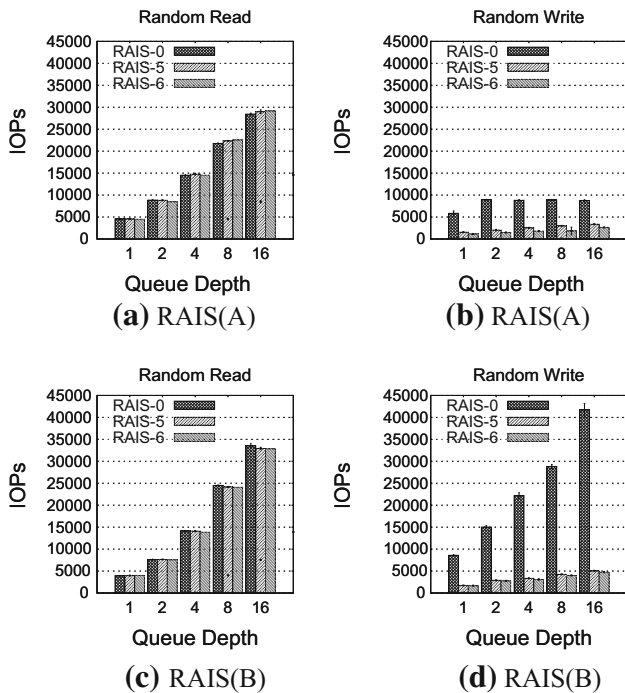 Random Read
45000
40000
35000
30000
25000
20000
15000
10000
5000
0
IOPs
RAIS-0
RAIS-5
RAIS-6
1 2 4 8 16
Queue Depth
(a) RAIS(A)
Random Write
45000
40000
35000
30000
25000
20000
15000
10000
5000
0
IOPs
RAIS-0
RAIS-5
RAIS-6
1 2 4 8 16
Queue Depth
(b) RAIS(A)
Random Read
45000
40000
35000
30000
25000
20000
15000
10000
5000
0
IOPs
RAIS-0
RAIS-5
RAIS-6
1 2 4 8 16
Queue Depth
(c) RAIS(B)
Random Write
45000
40000
35000
30000
25000
20000
15000
10000
5000
0
IOPs
RAIS-0
RAIS-5
RAIS-6
1 2 4 8 16
Queue Depth
(d) RAIS(B)